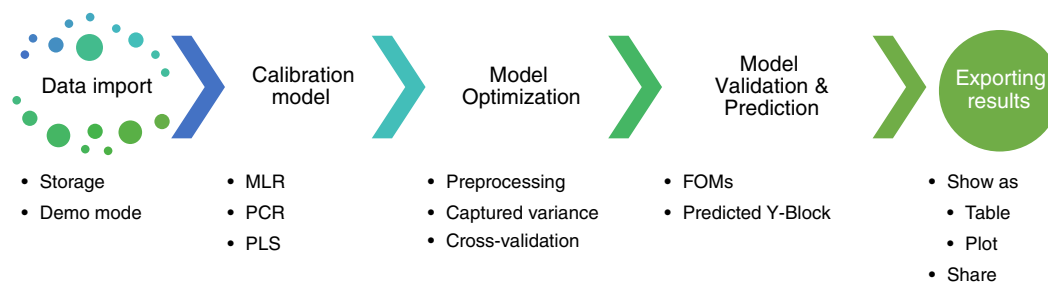 Data import
Calibration
model
Model
Optimization
Model
Validation &
Prediction
Exporting
results
• Storage
• Demo mode
• MLR
• PCR
• PLS
• Preprocessing
• Captured variance
• Cross-validation
• FOMs
• Predicted Y-Block
• Show as
• Table
• Plot
• Share